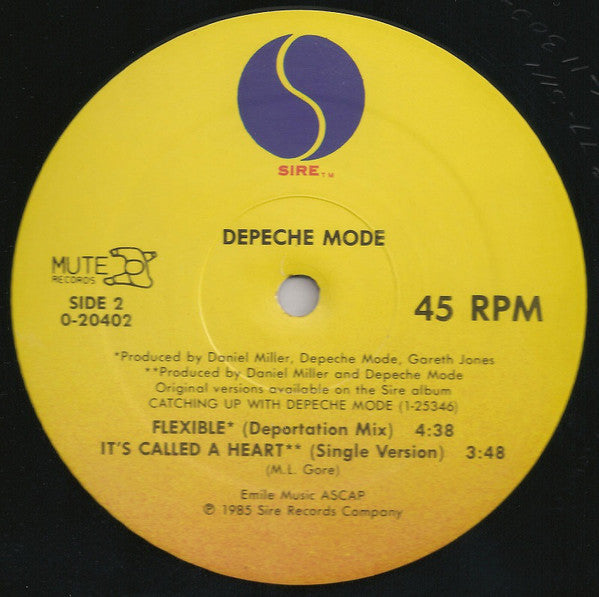 SIRE™
DEPECHE MODE
MUTE
RECORDS
SIDE 2
0-20402
45 RPM
*Produced by Daniel Miller, Depeche Mode, Gareth Jones
**Produced by Daniel Miller and Depeche Mode
Original versions available on the Sire album
CATCHING UP WITH DEPECHE MODE (1-25346)
FLEXIBLE* (Deportation Mix) 4:38
IT'S CALLED A HEART** (Single Version) 3:48
(M.L. Gore)
Emile Music ASCAP
℗ 1985 Sire Records Company